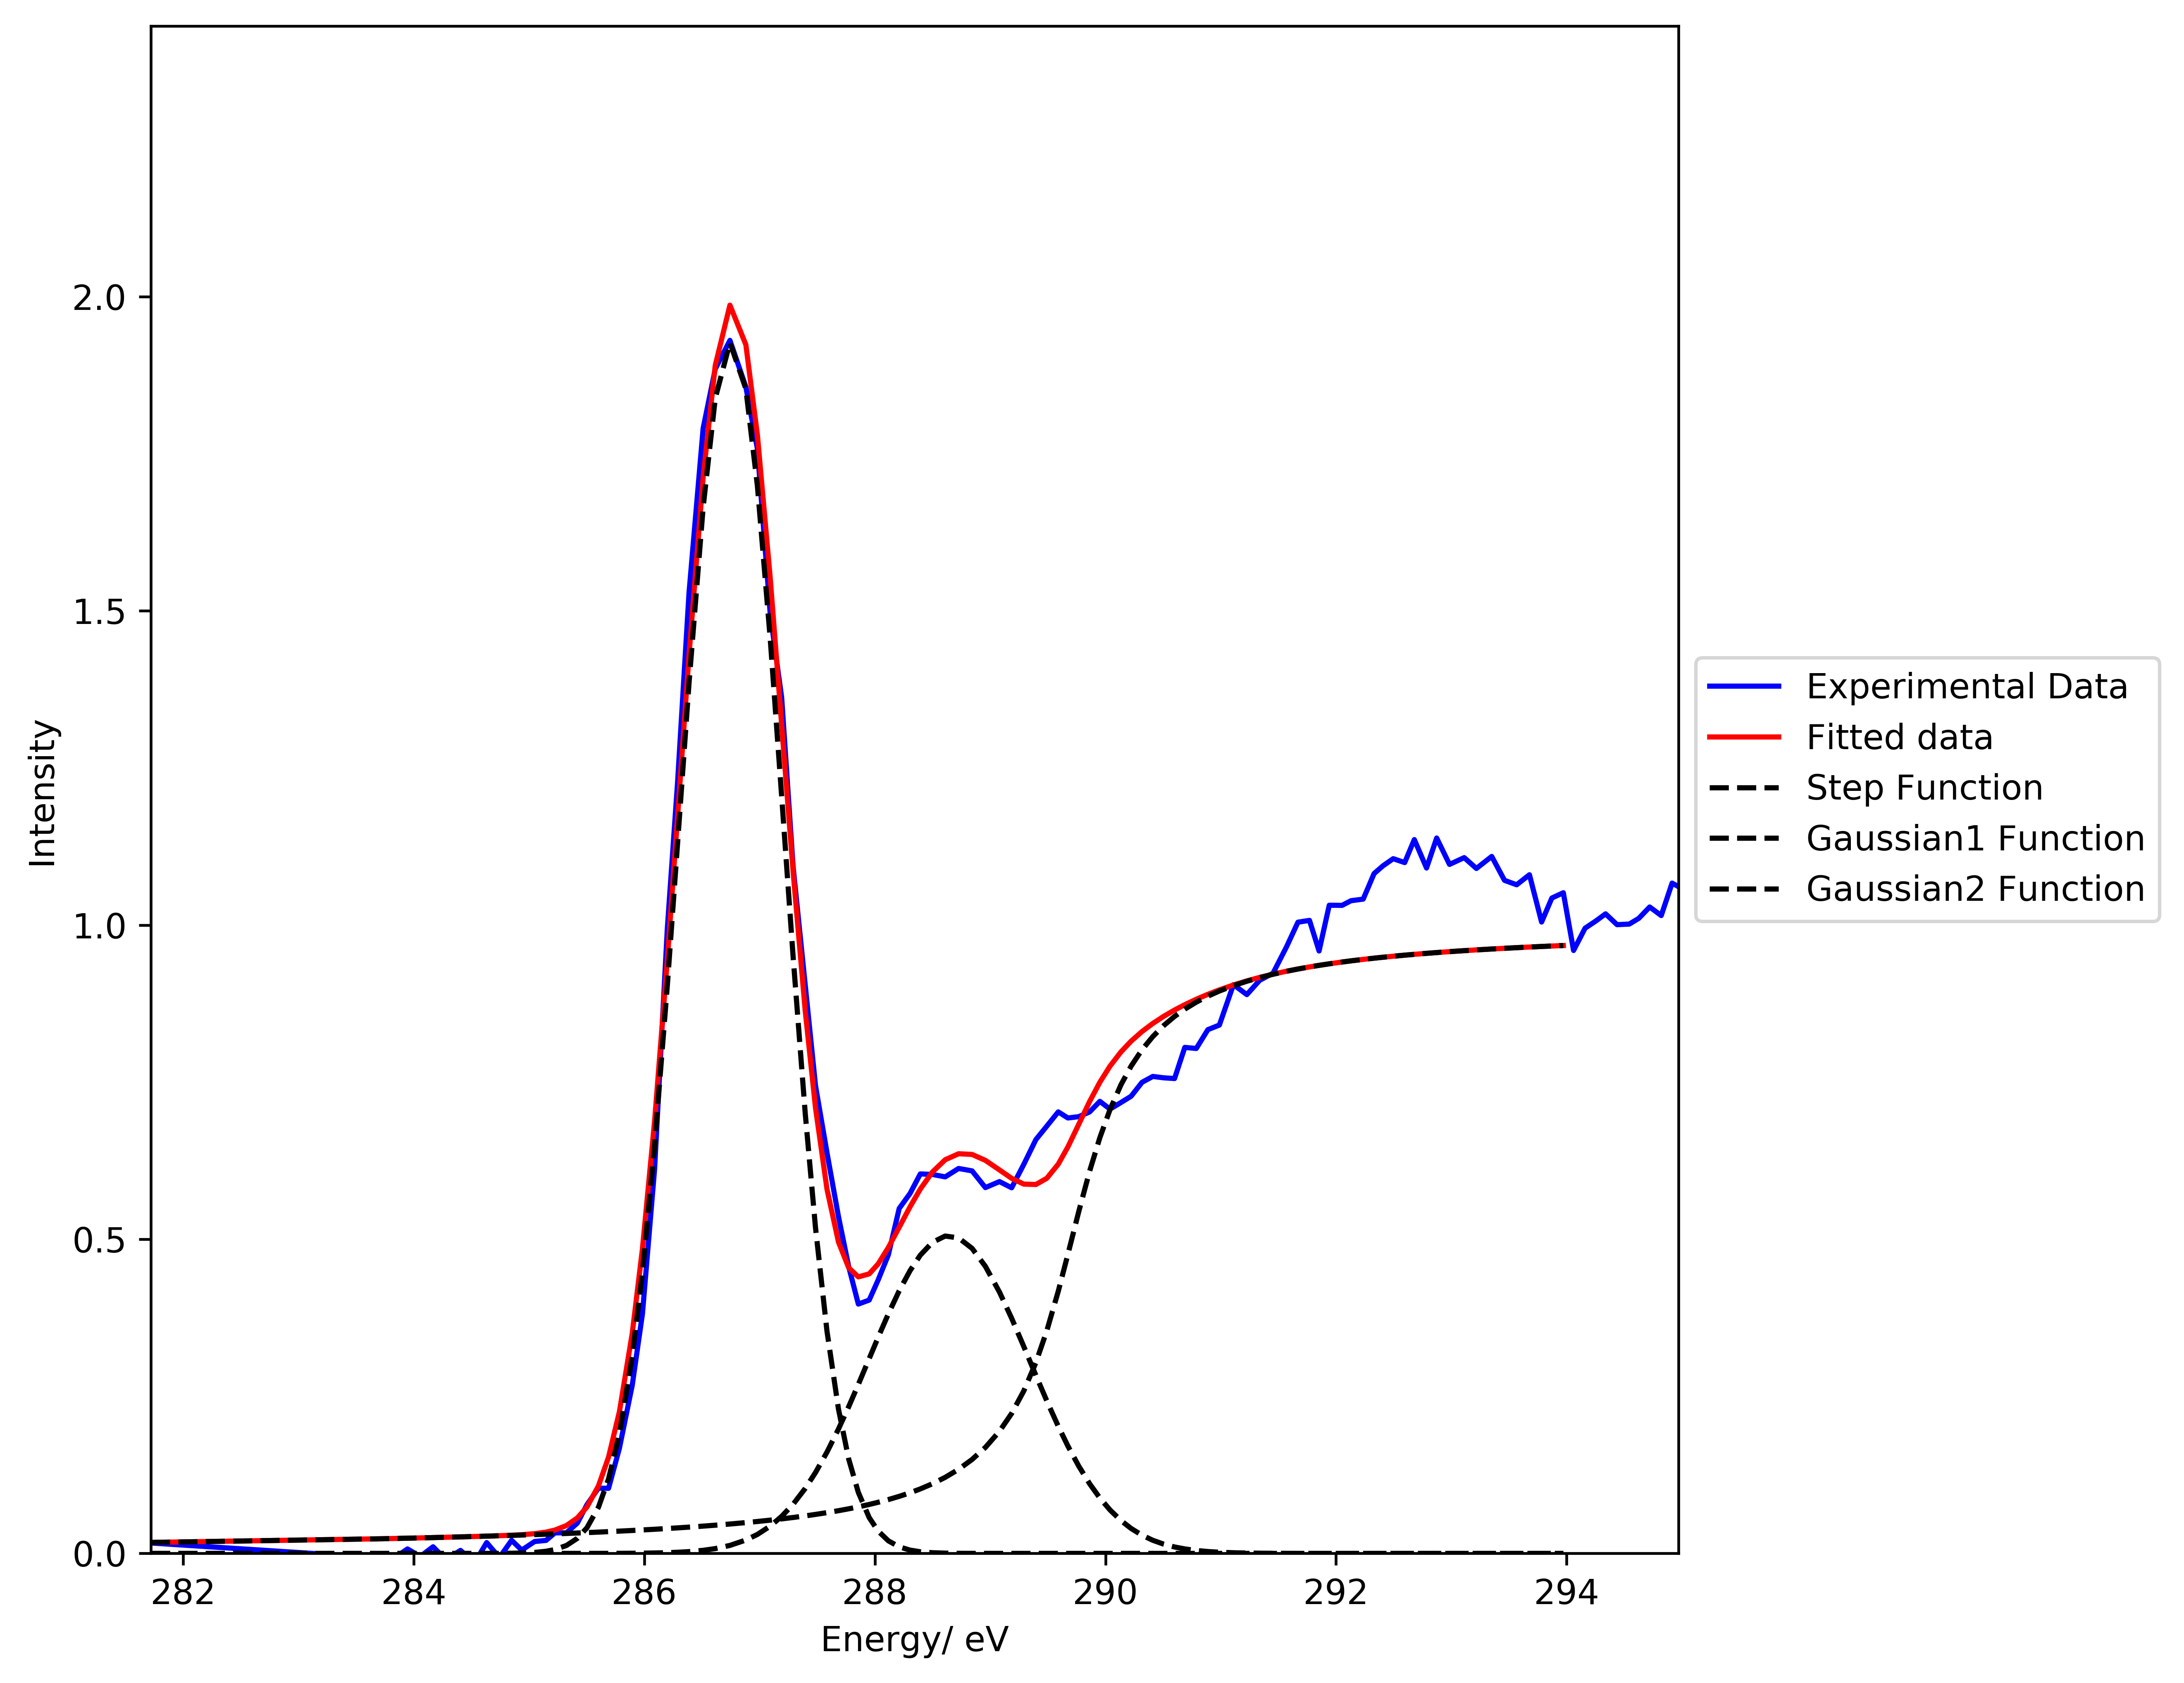 2.0
1.5
1.0
0.5
0.0
282 284 286 288 290 292 294
Energy/ eV
Intensity
Experimental Data
Fitted data
Step Function
Gaussian1 Function
Gaussian2 Function